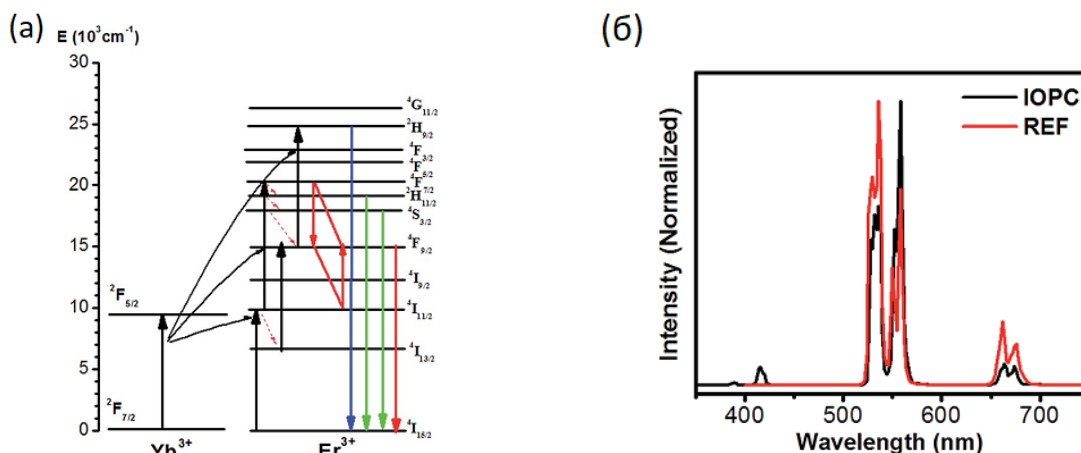 (а) E (10³cm⁻¹)
30
25
20
15
10
5
0
²F₅/₂
²F₇/₂
⁴G₁₁/₂
²H₉/₂
⁴F₃/₂
⁴F₅/₂
⁴F₇/₂
²H₁₁/₂
⁴S₃/₂
⁴F₉/₂
⁴I₉/₂
⁴I₁₁/₂
⁴I₁₃/₂
⁴I₁₅/₂
Yb³⁺ Er³⁺
(б)
IOPC
REF
Intensity (Normalized)
400 500 600 700
Wavelength (nm)